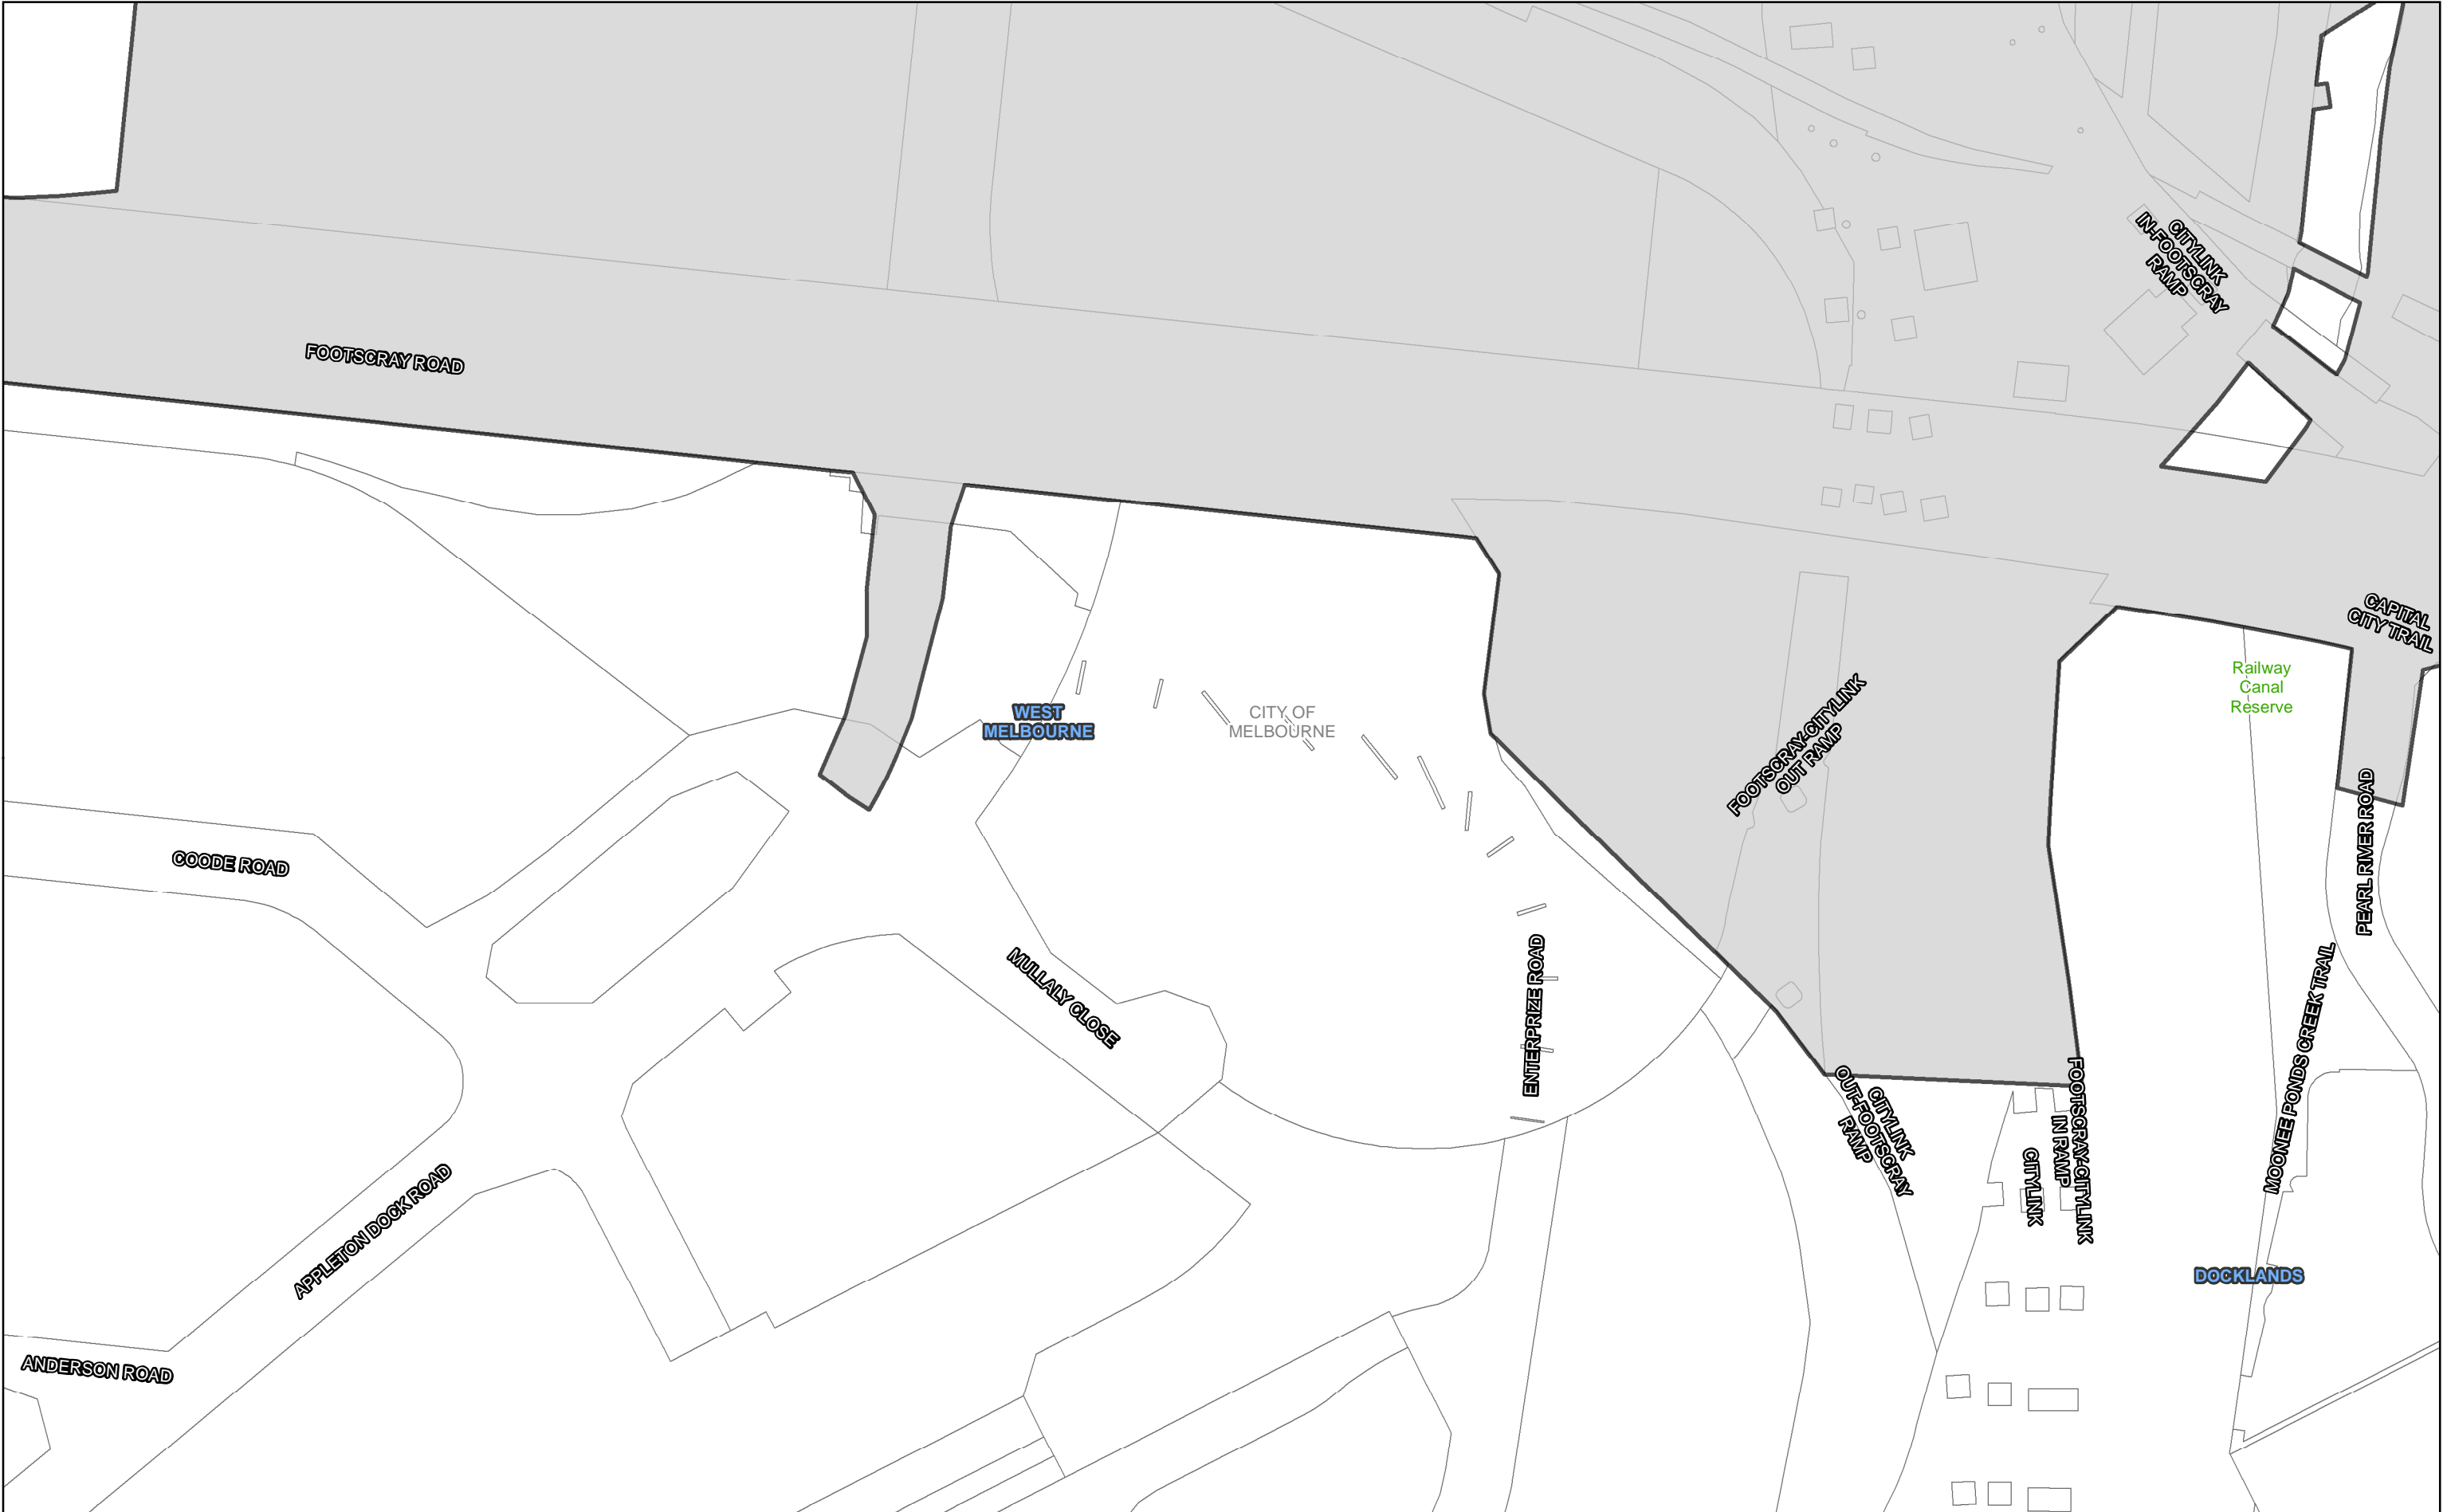 CITYLINK
IN-FOOTSCRAY
RAMP
FOOTSCRAY ROAD
CAPITAL
CITY TRAIL
Railway
Canal
Reserve
WEST
MELBOURNE
CITY OF
MELBOURNE
FOOTSCRAY-CITYLINK
OUT RAMP
PEARL RIVER ROAD
COODE ROAD
MULLALY CLOSE
ENTERPRIZE ROAD
MOONEE PONDS CREEK TRAIL
CITYLINK
OUT-FOOTSCRAY
RAMP
FOOTSCRAY-CITYLINK
IN RAMP
CITYLINK
APPLETON DOCK ROAD
DOCKLANDS
ANDERSON ROAD